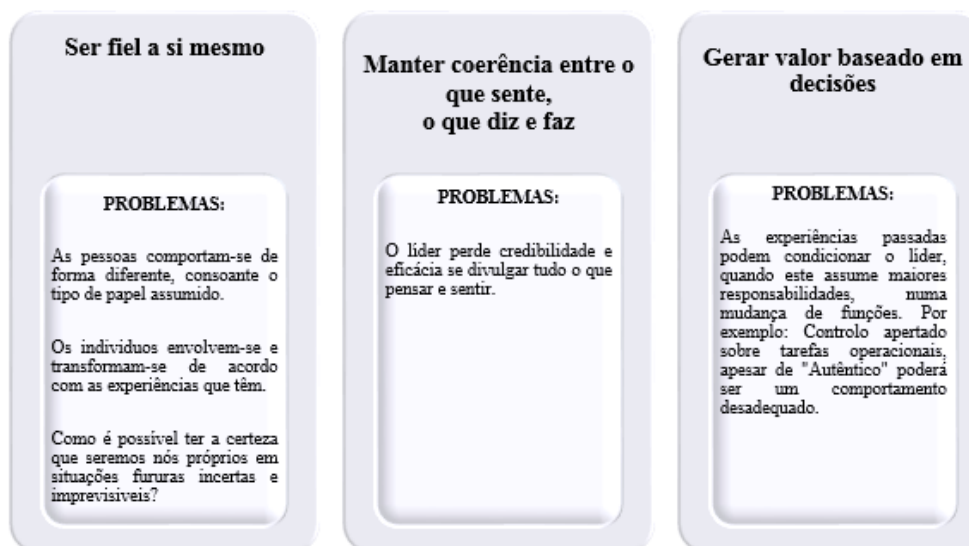 Ser fiel a si mesmo
PROBLEMAS:
As pessoas comportam-se de
forma diferente, consoante o
tipo de papel assumido.
Os individuos envolvem-se e
transformam-se de acordo
com as experiências que têm.
Como é possível ter a certeza
que seremos nós próprios em
situações fururas incertas e
imprevisiveis?
Manter coerência entre o
que sente,
o que diz e faz
PROBLEMAS:
O líder perde credibilidade e
eficácia se divulgar tudo o que
pensar e sentir.
Gerar valor baseado em
decisões
PROBLEMAS:
As experiências passadas
podem condicionar o líder,
quando este assume maiores
responsabilidades, numa
mudança de funções. Por
exemplo: Controlo apertado
sobre tarefas operacionais,
apesar de "Autêntico" poderá
ser um comportamento
desadequado.